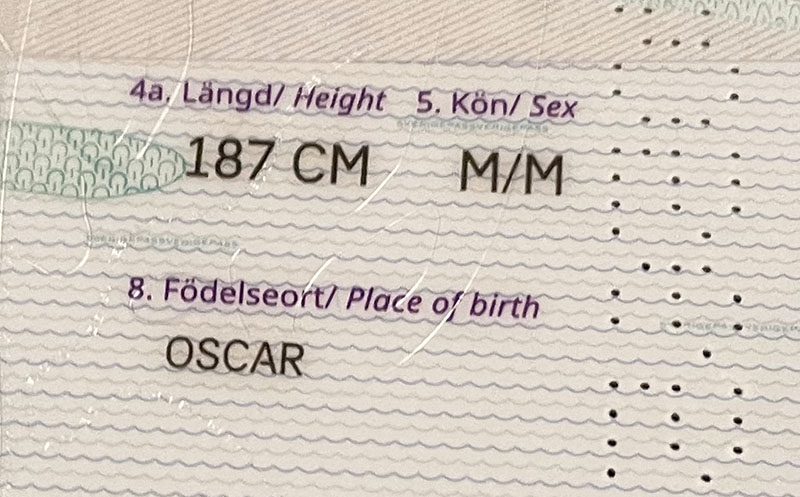 4a. Längd/ Height 5. Kön/ Sex
187 CM M/M
8. Födelseort/ Place of birth
OSCAR